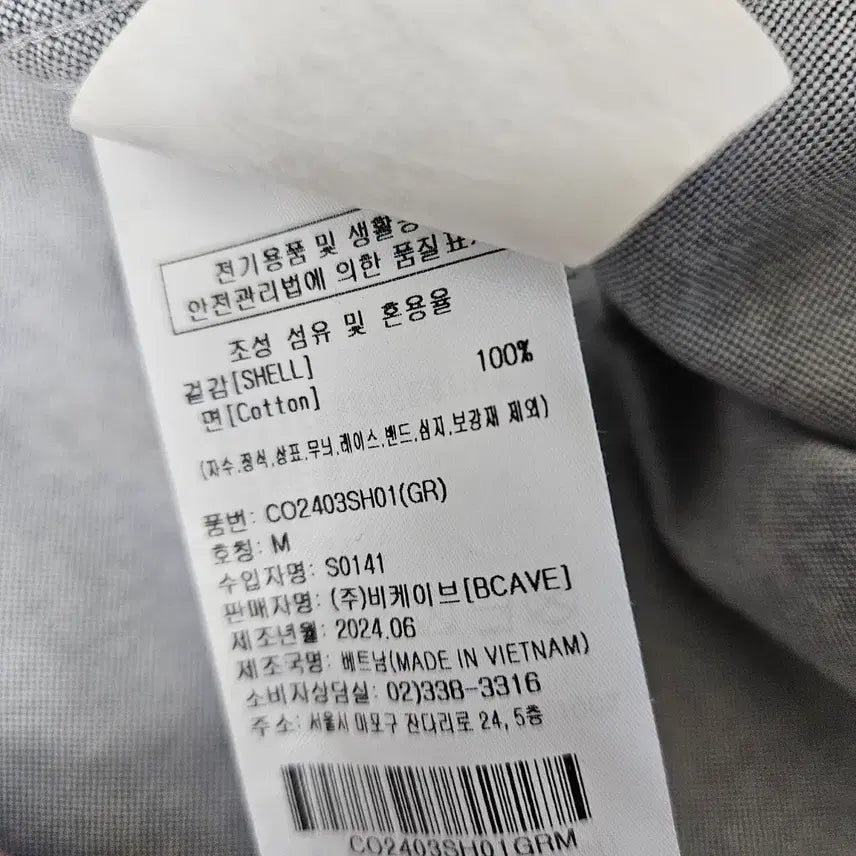 전기용품 및 생활
안전관리법에 의한 품질표
조성 섬유 및 혼용율
겉감[SHELL]
면[Cotton] 100%
(자수,장식,상표,무늬,레이스,밴드,심지,보강재 제외)
품번: CO2403SH01(GR)
호칭: M
수입자명: S0141
판매자명: (주)비케이브[BCAVE]
제조년월: 2024.06
제조국명: 베트남(MADE IN VIETNAM)
소비자상담실: 02)338-3316
주소: 서울시 마포구 잔다리로 24, 5층
CO2403SH01GRM